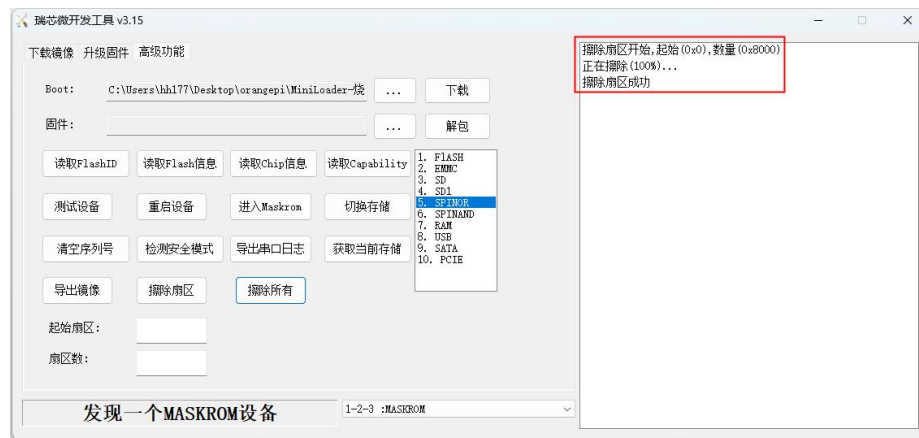 瑞芯微开发工具 v3.15
下载镜像 升级固件 高级功能
Boot: C:\Users\hh177\Desktop\orangepi\MiniLoader-烧 ... 下载
固件: ... 解包
读取FlashID 读取Flash信息 读取Chip信息 读取Capability
测试设备 重启设备 进入Maskrom 切换存储
清空序列号 检测安全模式 导出串口日志 获取当前存储
导出镜像 擦除扇区 擦除所有
1. FlASH
2. EMMC
3. SD
4. SD1
5. SPINOR
6. SPINAND
7. RAM
8. USB
9. SATA
10. PCIE
起始扇区:
扇区数:
发现一个MASKROM设备 1-2-3 :MASKROM
擦除扇区开始,起始(0x0),数量(0x8000)
正在擦除(100%)...
擦除扇区成功